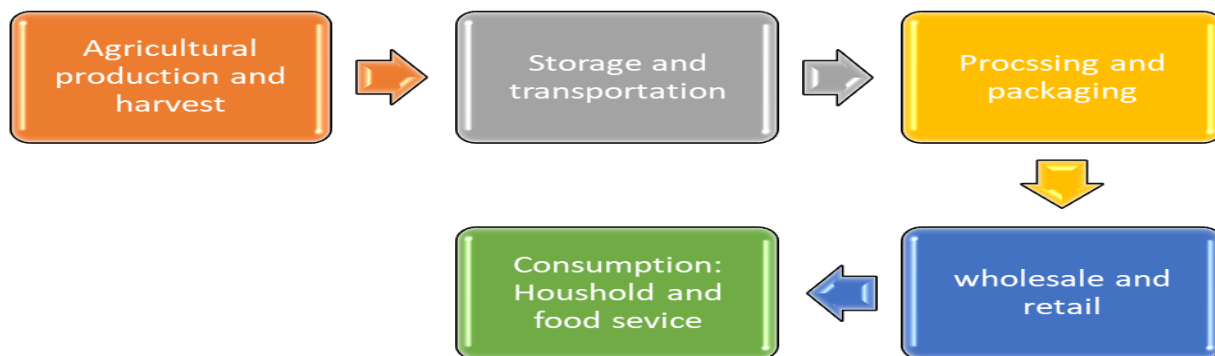 Agricultural
production and
harvest
Storage and
transportation
Procssing and
packaging
wholesale and
retail
Consumption:
Houshold and
food sevice